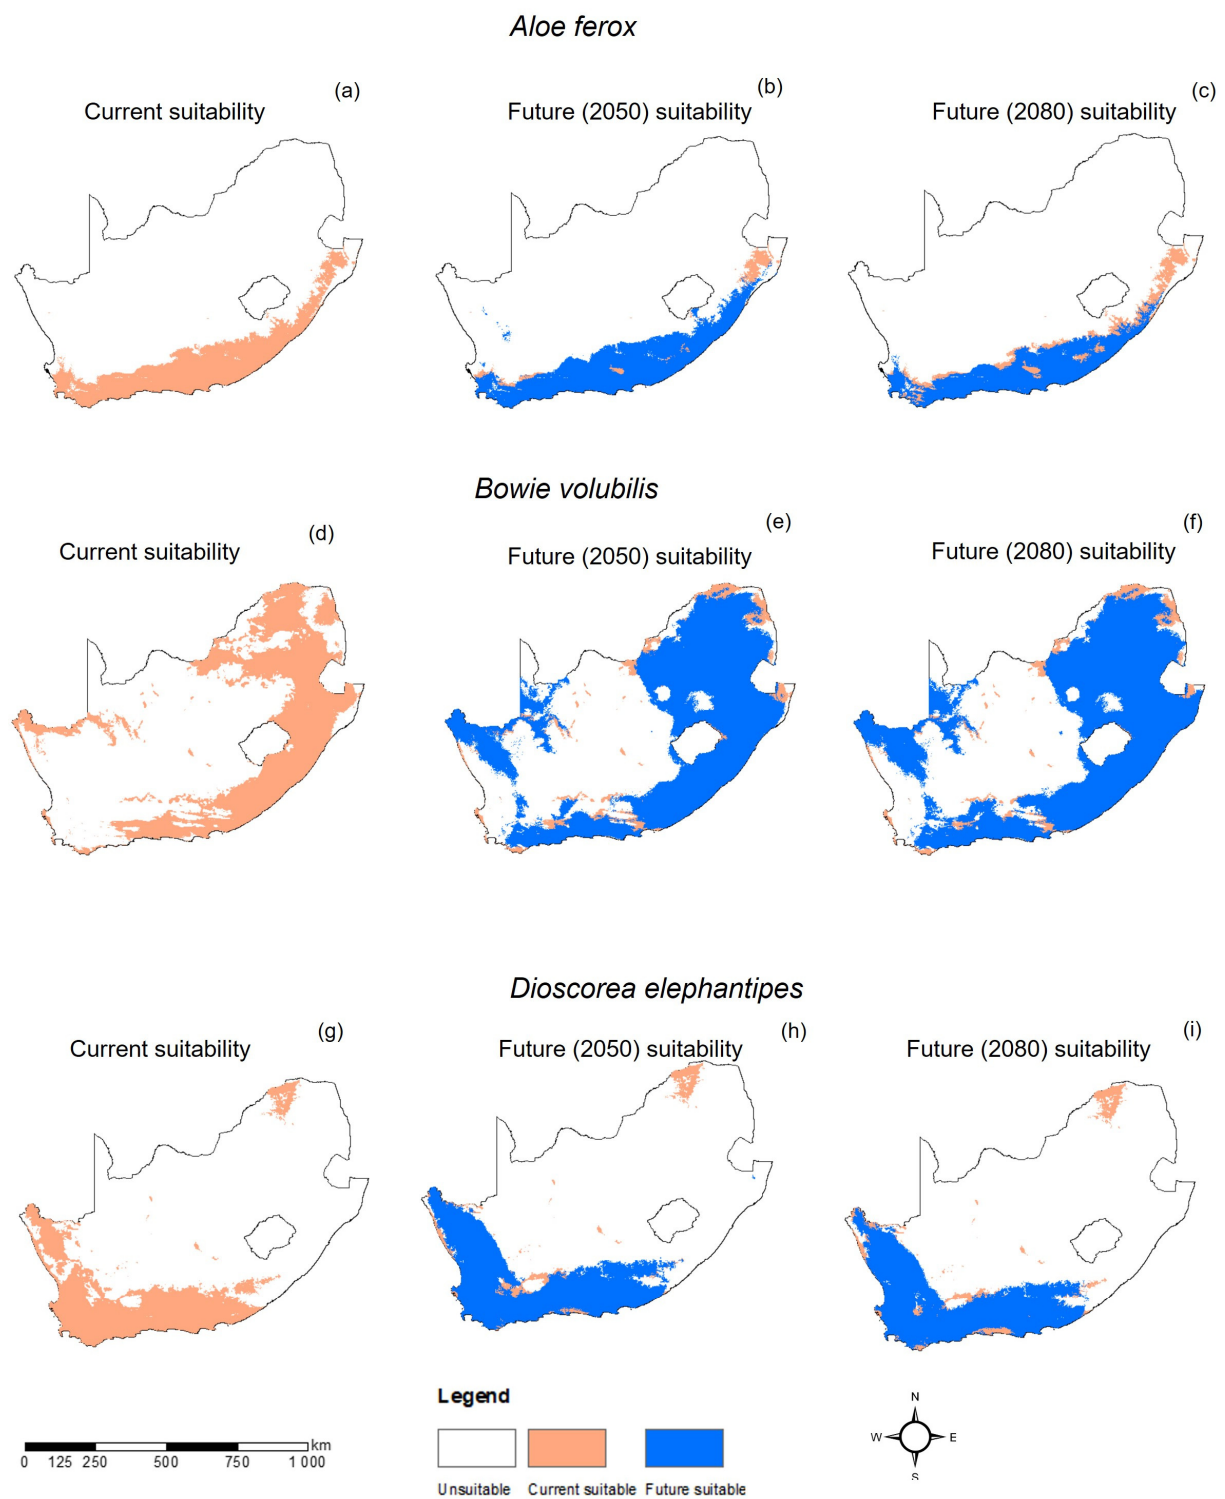 Aloe ferox
(a)
(b)
(c)
Current suitability
Future (2050) suitability
Future (2080) suitability
Bowie volubilis
(d)
(e)
(f)
Current suitability
Future (2050) suitability
Future (2080) suitability
Dioscorea elephantipes
(g)
(h)
(i)
Current suitability
Future (2050) suitability
Future (2080) suitability
Legend
Unsuitable
Current suitable
Future suitable
km
0 125 250 500 750 1 000
N
W E
S